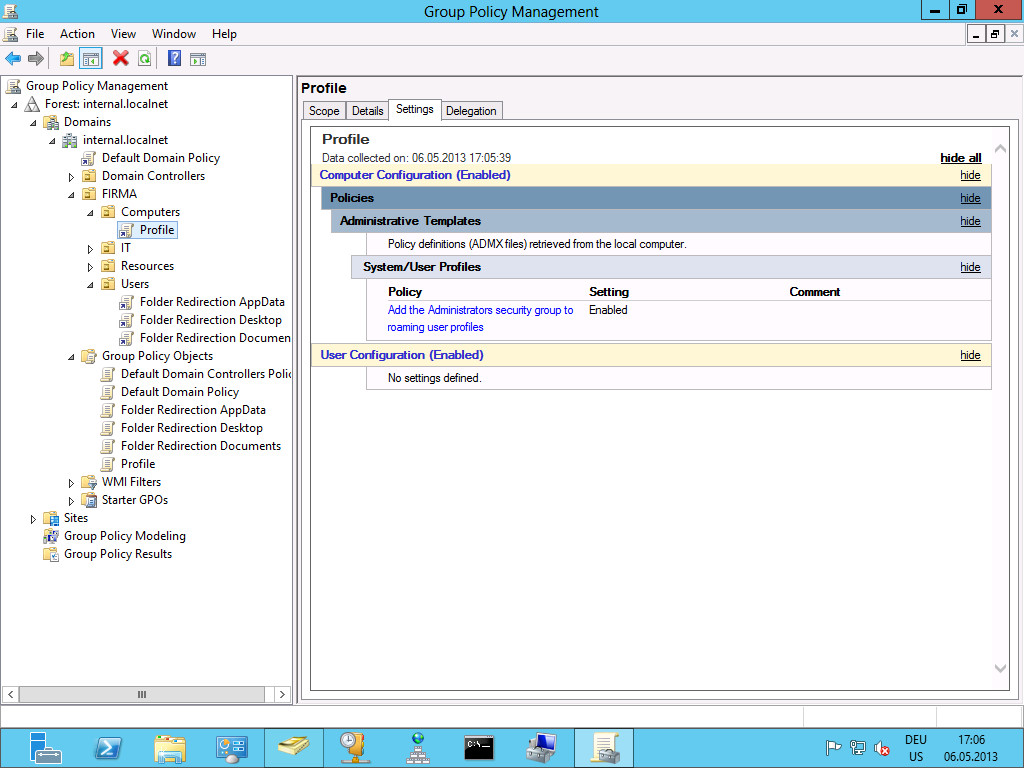 Group Policy Management
File Action View Window Help
Group Policy Management
Forest: internal.localnet
Domains
internal.localnet
Default Domain Policy
Domain Controllers
FIRMA
Computers
Profile
IT
Resources
Users
Folder Redirection AppData
Folder Redirection Desktop
Folder Redirection Documen
Group Policy Objects
Default Domain Controllers Polic
Default Domain Policy
Folder Redirection AppData
Folder Redirection Desktop
Folder Redirection Documents
Profile
WMI Filters
Starter GPOs
Sites
Group Policy Modeling
Group Policy Results
Profile
Scope Details Settings Delegation
Profile
Data collected on: 06.05.2013 17:05:39 hide all
Computer Configuration (Enabled) hide
Policies hide
Administrative Templates hide
Policy definitions (ADMX files) retrieved from the local computer.
System/User Profiles hide
Policy Setting Comment
Add the Administrators security group to Enabled
roaming user profiles
User Configuration (Enabled) hide
No settings defined.
C:\_
DEU 17:06
US 06.05.2013